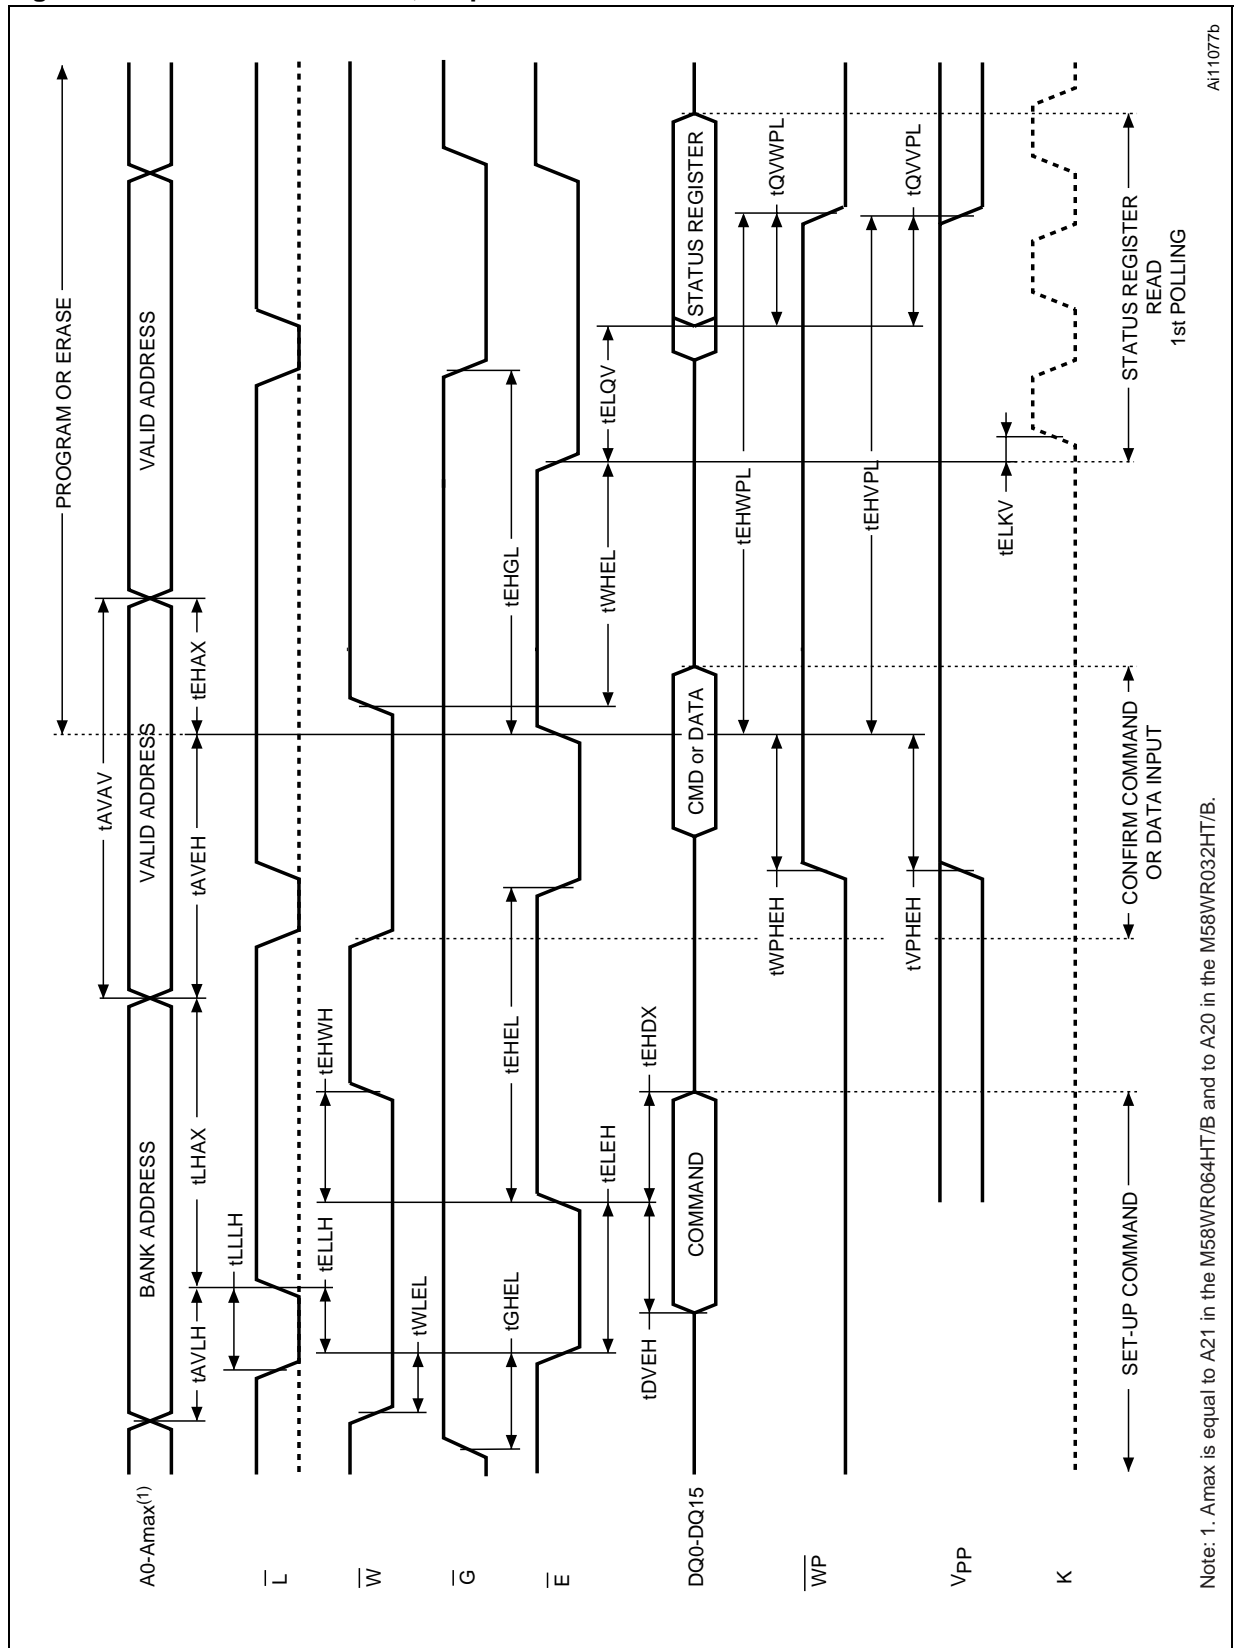 PROGRAM OR ERASE
tAVAV
A0-Amax(1)
BANK ADDRESS
VALID ADDRESS
VALID ADDRESS
tAVLH
tLHAX
tAVEH
tEHAX
tLLLH
L
tELLH
tEHWH
W
tWLEL
G
tGHEL
tEHEL
tEHGL
E
tELEH
tWHEL
tELQV
tDVEH
tEHDX
DQ0-DQ15
COMMAND
CMD or DATA
STATUS REGISTER
tEHWPL
tWPHEH
tQVWPL
WP
tEHVPL
tVPHEH
tQVVPL
VPP
tELKV
K
SET-UP COMMAND
CONFIRM COMMAND
OR DATA INPUT
STATUS REGISTER
READ
1st POLLING
Note: 1. Amax is equal to A21 in the M58WR064HT/B and to A20 in the M58WR032HT/B.
Ai11077b